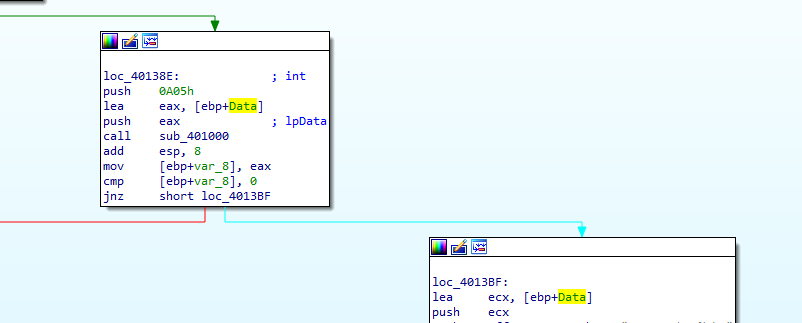 loc_40138E: ; int
push 0A05h
lea eax, [ebp+Data]
push eax ; lpData
call sub_401000
add esp, 8
mov [ebp+var_8], eax
cmp [ebp+var_8], 0
jnz short loc_4013BF
loc_4013BF:
lea ecx, [ebp+Data]
push ecx